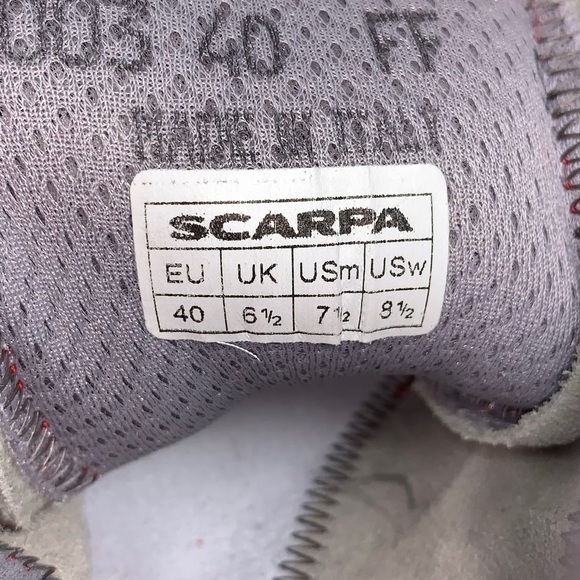 003 40 FF
MADE IN ITALY
SCARPA
EU UK USm USw
40 6½ 7½ 8½